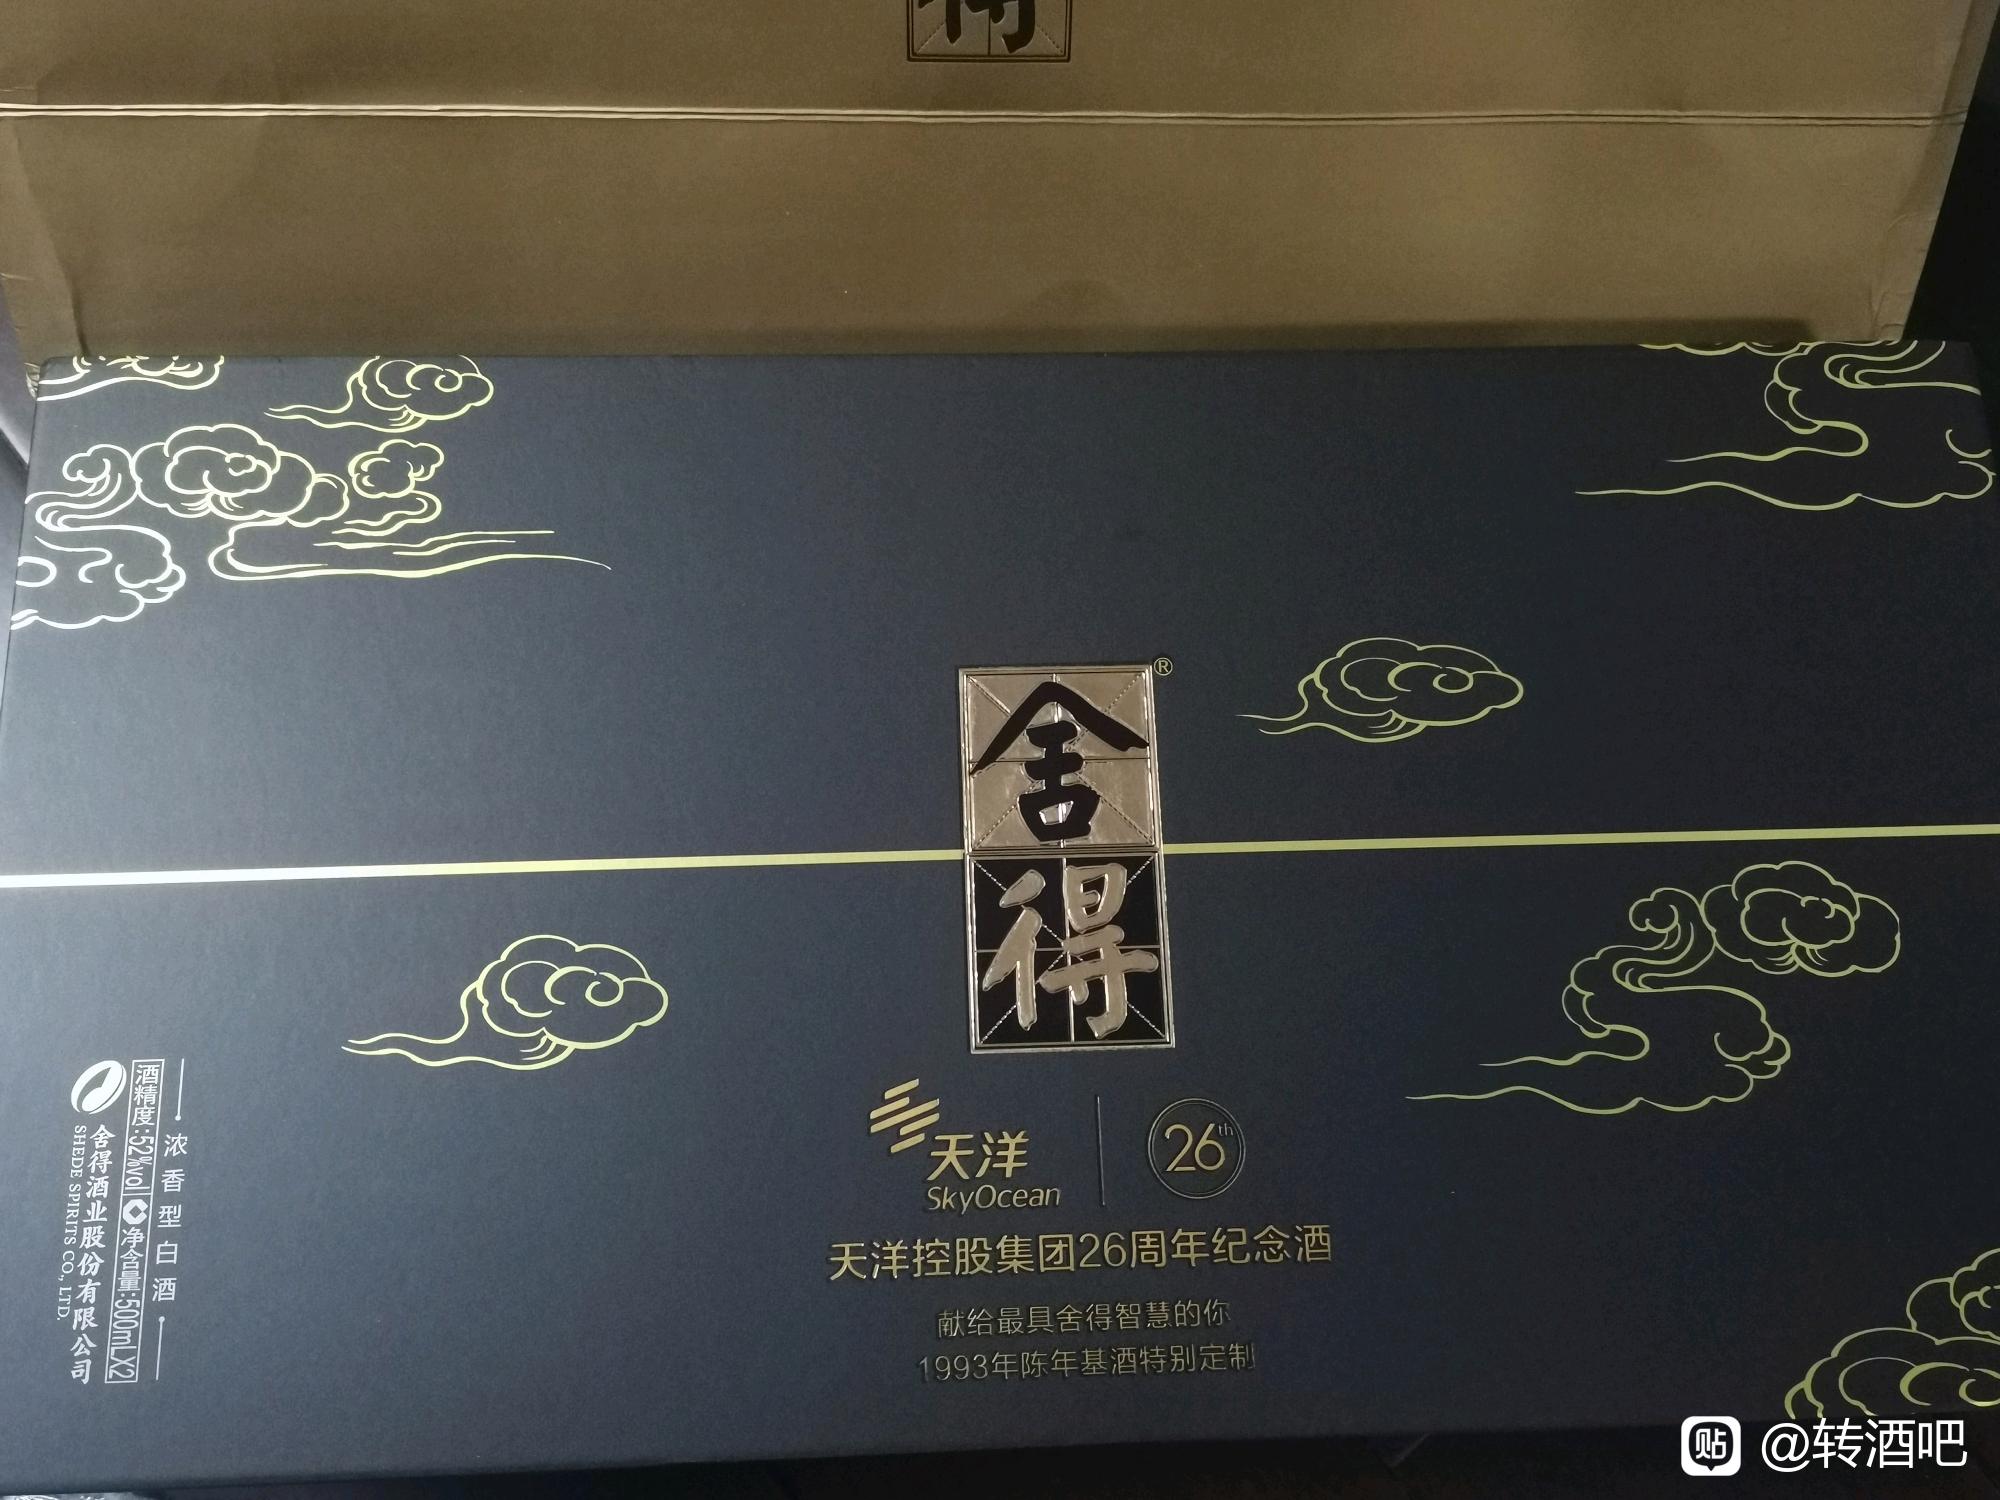 得
舍
得
®
天洋
SkyOcean
26th
天洋控股集团26周年纪念酒
献给最具舍得智慧的你
1993年陈年基酒特别定制
浓香型白酒
酒精度:52%vol 净含量:500mLX2
舍得酒业股份有限公司
SHEDE SPIRITS CO., LTD.
贴 @转酒吧